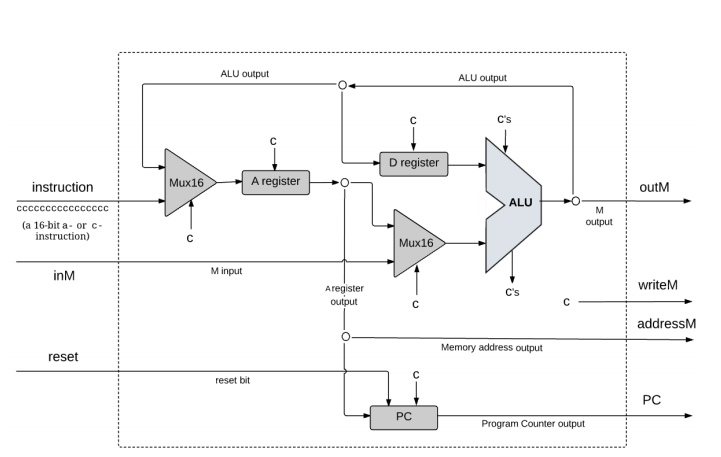 ALU output
ALU output
c
c's
c
D register
instruction
Mux16
A register
ALU
outM
cccccccccccccccc
M
output
(a 16-bit a- or c-
instruction)
c
Mux16
inM
M input
A register
output
c
c's
c
writeM
addressM
Memory address output
reset
reset bit
c
PC
PC
Program Counter output